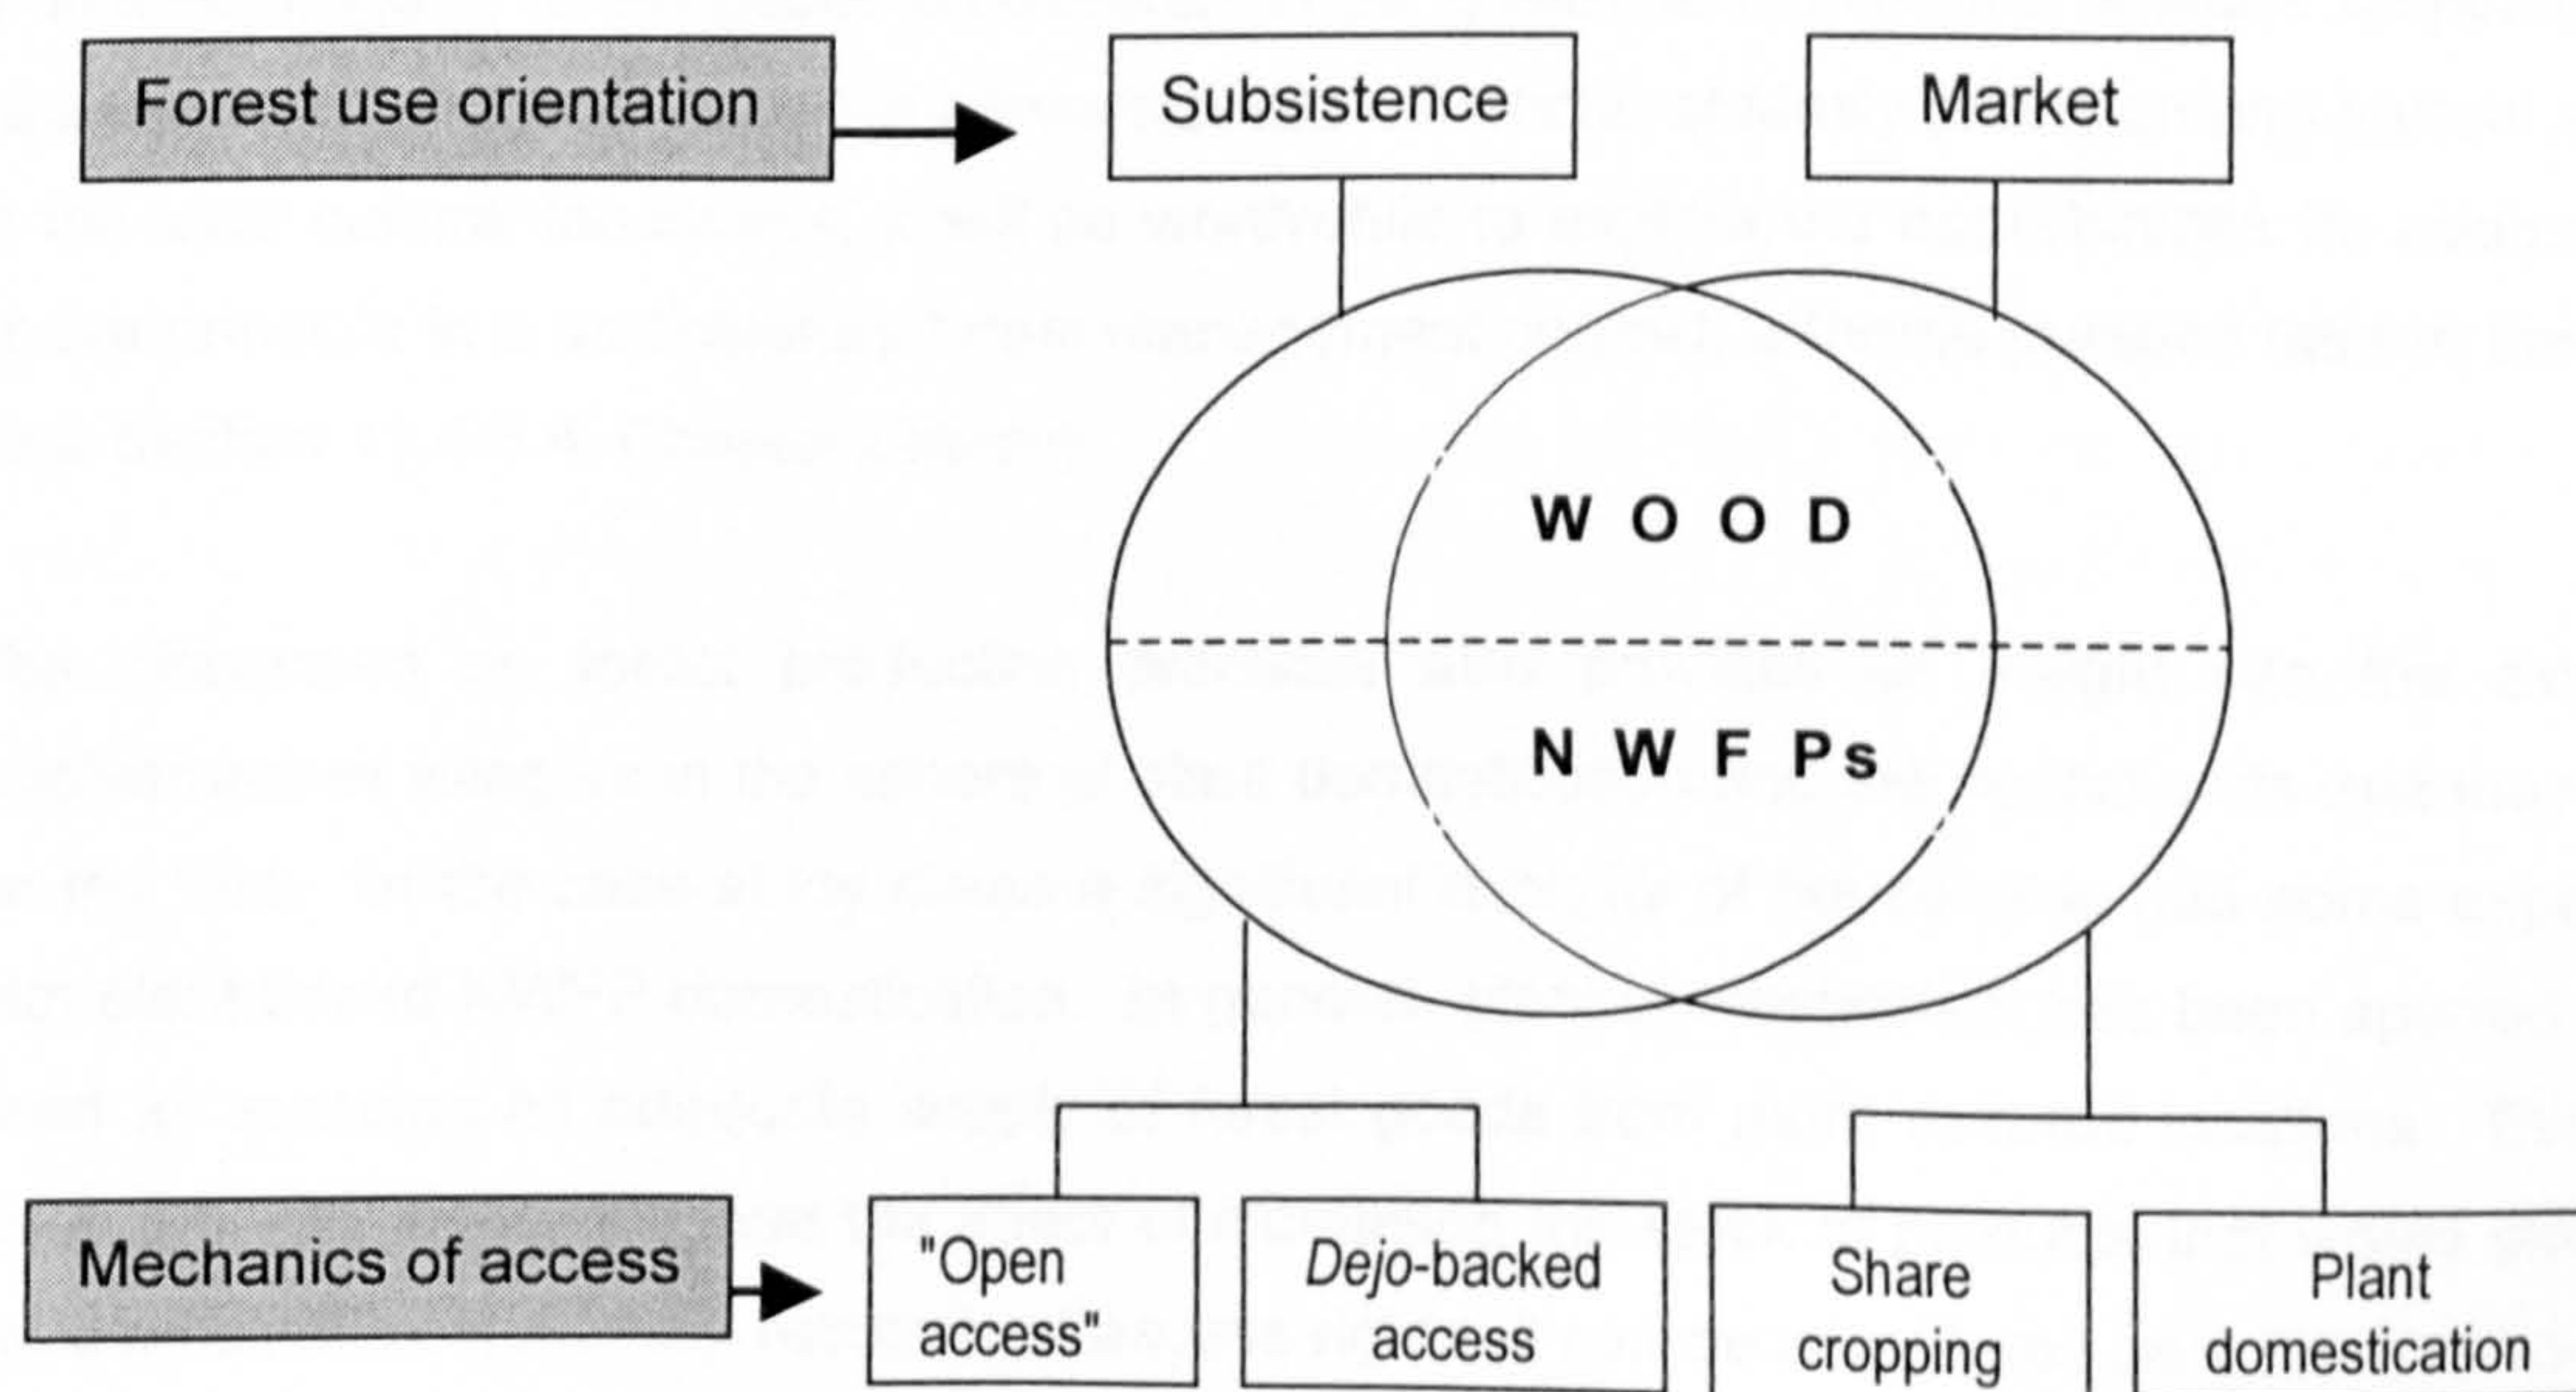 Forest use orientation
Subsistence
Market
W O O D
N W F Ps
Mechanics of access
"Open
access"
Dejo-backed
access
Share
cropping
Plant
domestication